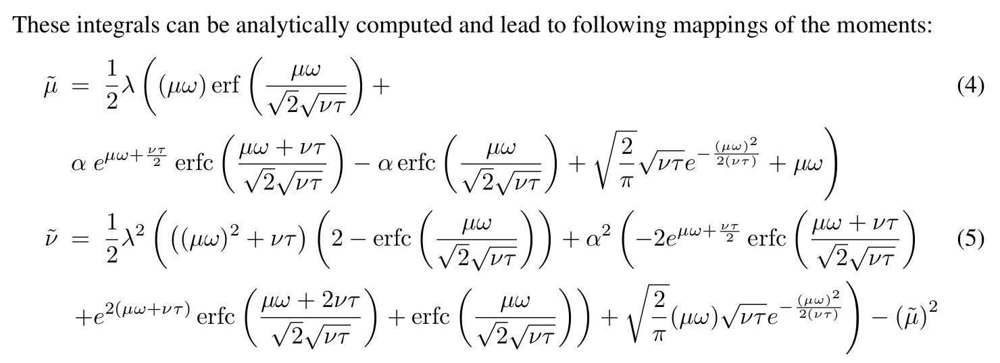 These integrals can be analytically computed and lead to following mappings of the moments:
\tilde{\mu} = \frac{1}{2}\lambda \left( (\mu\omega) \operatorname{erf}\left( \frac{\mu\omega}{\sqrt{2}\sqrt{\nu\tau}} \right) + (4)
\alpha \, e^{\mu\omega+\frac{\nu\tau}{2}} \operatorname{erfc}\left( \frac{\mu\omega+\nu\tau}{\sqrt{2}\sqrt{\nu\tau}} \right) - \alpha \operatorname{erfc}\left( \frac{\mu\omega}{\sqrt{2}\sqrt{\nu\tau}} \right) + \sqrt{\frac{2}{\pi}}\sqrt{\nu\tau}e^{-\frac{(\mu\omega)^2}{2(\nu\tau)}} + \mu\omega \right)
\tilde{\nu} = \frac{1}{2}\lambda^2 \left( \left( (\mu\omega)^2 + \nu\tau \right) \left( 2 - \operatorname{erfc}\left( \frac{\mu\omega}{\sqrt{2}\sqrt{\nu\tau}} \right) \right) + \alpha^2 \left( -2e^{\mu\omega+\frac{\nu\tau}{2}} \operatorname{erfc}\left( \frac{\mu\omega+\nu\tau}{\sqrt{2}\sqrt{\nu\tau}} \right) (5)
+e^{2(\mu\omega+\nu\tau)} \operatorname{erfc}\left( \frac{\mu\omega+2\nu\tau}{\sqrt{2}\sqrt{\nu\tau}} \right) + \operatorname{erfc}\left( \frac{\mu\omega}{\sqrt{2}\sqrt{\nu\tau}} \right) \right) + \sqrt{\frac{2}{\pi}}(\mu\omega)\sqrt{\nu\tau}e^{-\frac{(\mu\omega)^2}{2(\nu\tau)}} \right) - (\tilde{\mu})^2